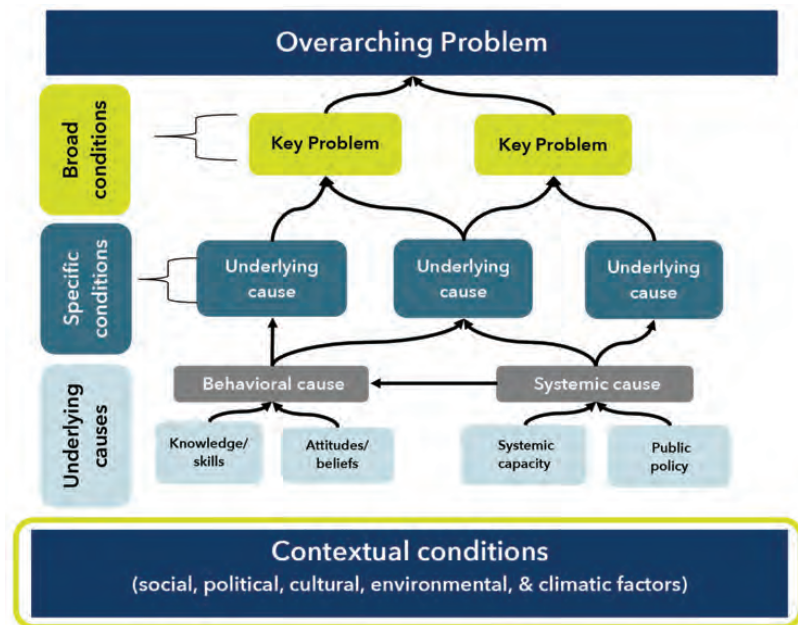 Overarching Problem
Broad
conditions
Key Problem
Key Problem
Specific
conditions
Underlying
cause
Underlying
cause
Underlying
cause
Underlying
causes
Behavioral cause
Systemic cause
Knowledge/
skills
Attitudes/
beliefs
Systemic
capacity
Public
policy
Contextual conditions
(social, political, cultural, environmental, & climatic factors)